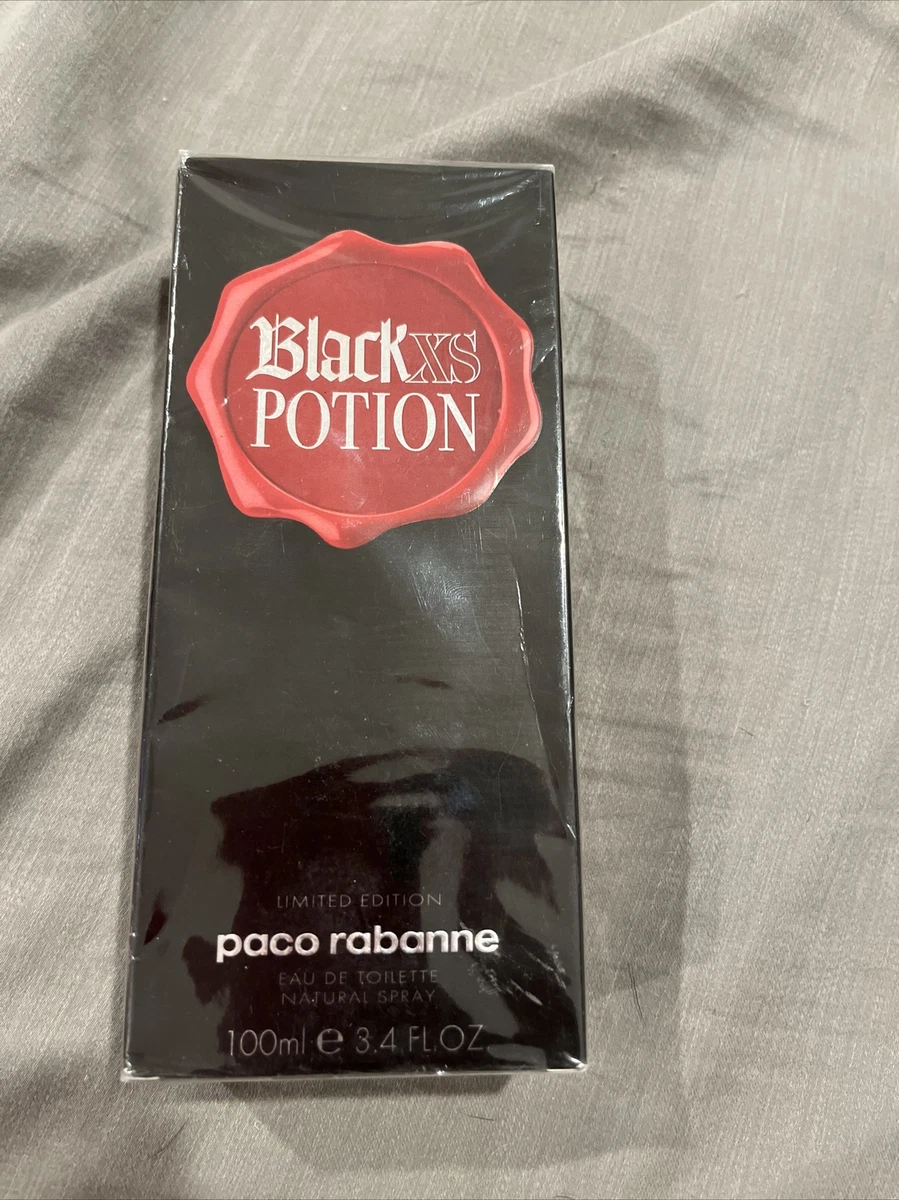 Blackxs
POTION
LIMITED EDITION
paco rabanne
EAU DE TOILETTE
NATURAL SPRAY
100ml e 3.4 FL.OZ.